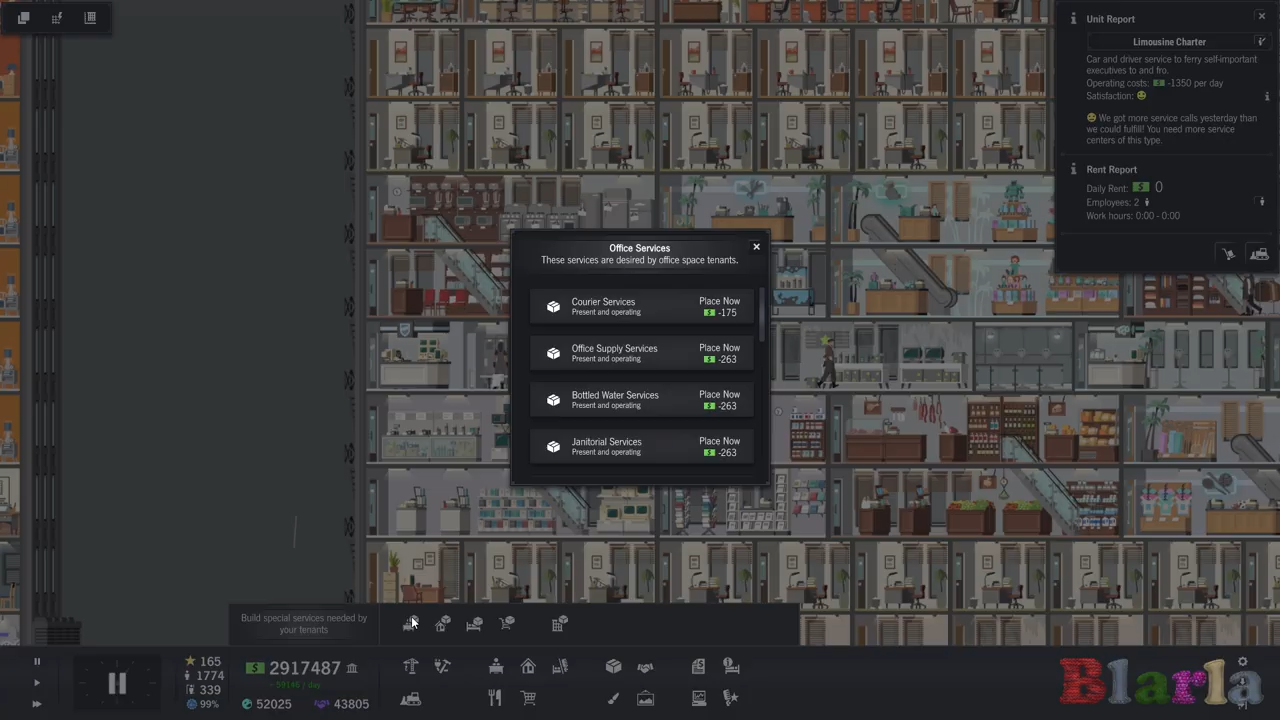 Unit Report
Limousine Charter
Car and driver service to ferry self-important
executives to and fro.
Operating costs: $ -1350 per day
Satisfaction:
We got more service calls yesterday than
we could fulfill! You need more service
centers of this type.
Rent Report
Daily Rent: $ 0
Employees: 2
Work hours: 0:00 - 0:00
Office Services
These services are desired by office space tenants.
Courier Services
Present and operating
Place Now
$ -175
Office Supply Services
Present and operating
Place Now
$ -263
Bottled Water Services
Present and operating
Place Now
$ -263
Janitorial Services
Present and operating
Place Now
$ -263
Build special services needed by
your tenants
165
1774
339
99%
$ 2917487
52025
43805
Blarla